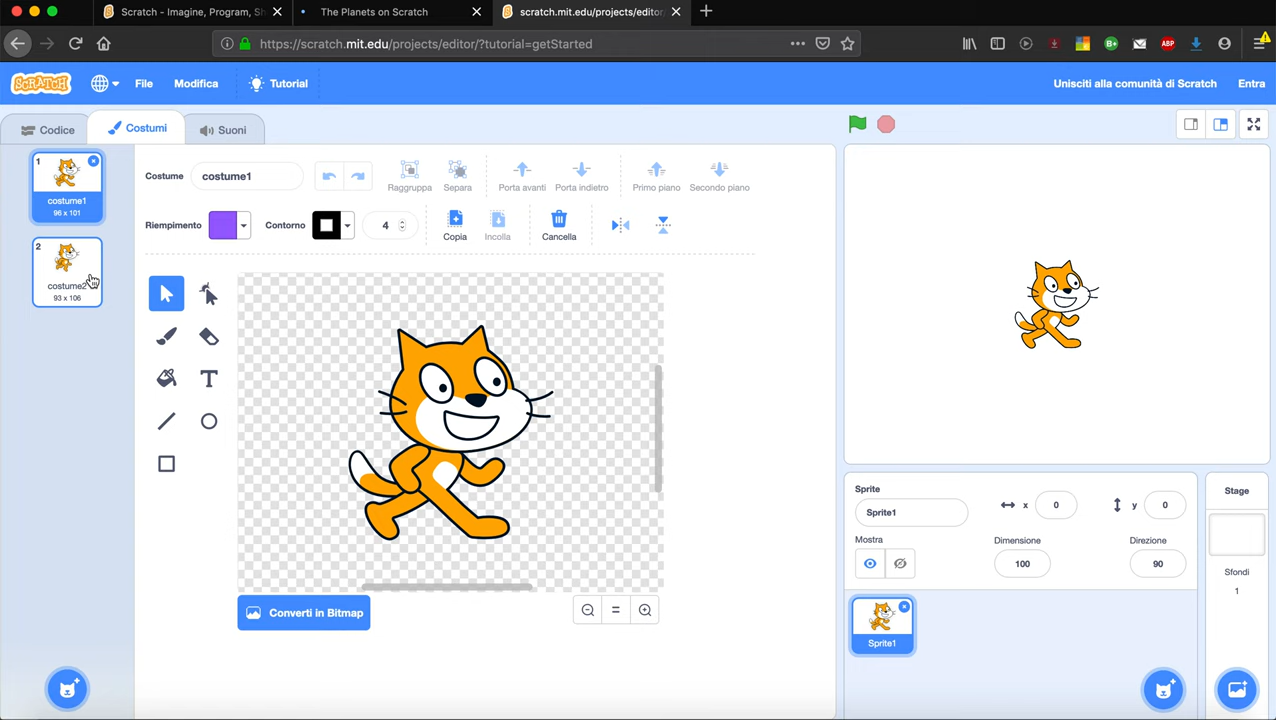 Scratch - Imagine, Program, Sh
The Planets on Scratch
scratch.mit.edu/projects/editor/
https://scratch.mit.edu/projects/editor/?tutorial=getStarted
ABP
SCRATCH
File
Modifica
Tutorial
Unisciti alla comunità di Scratch
Entra
Codice
Costumi
Suoni
1
costume1
96 x 101
2
costume2
93 x 106
Costume
costume1
Raggruppa
Separa
Porta avanti
Porta indietro
Primo piano
Secondo piano
Riempimento
Contorno
4
Copia
Incolla
Cancella
T
Converti in Bitmap
Sprite
Sprite1
x
0
y
0
Mostra
Dimensione
100
Direzione
90
Sprite1
Stage
Sfondi
1